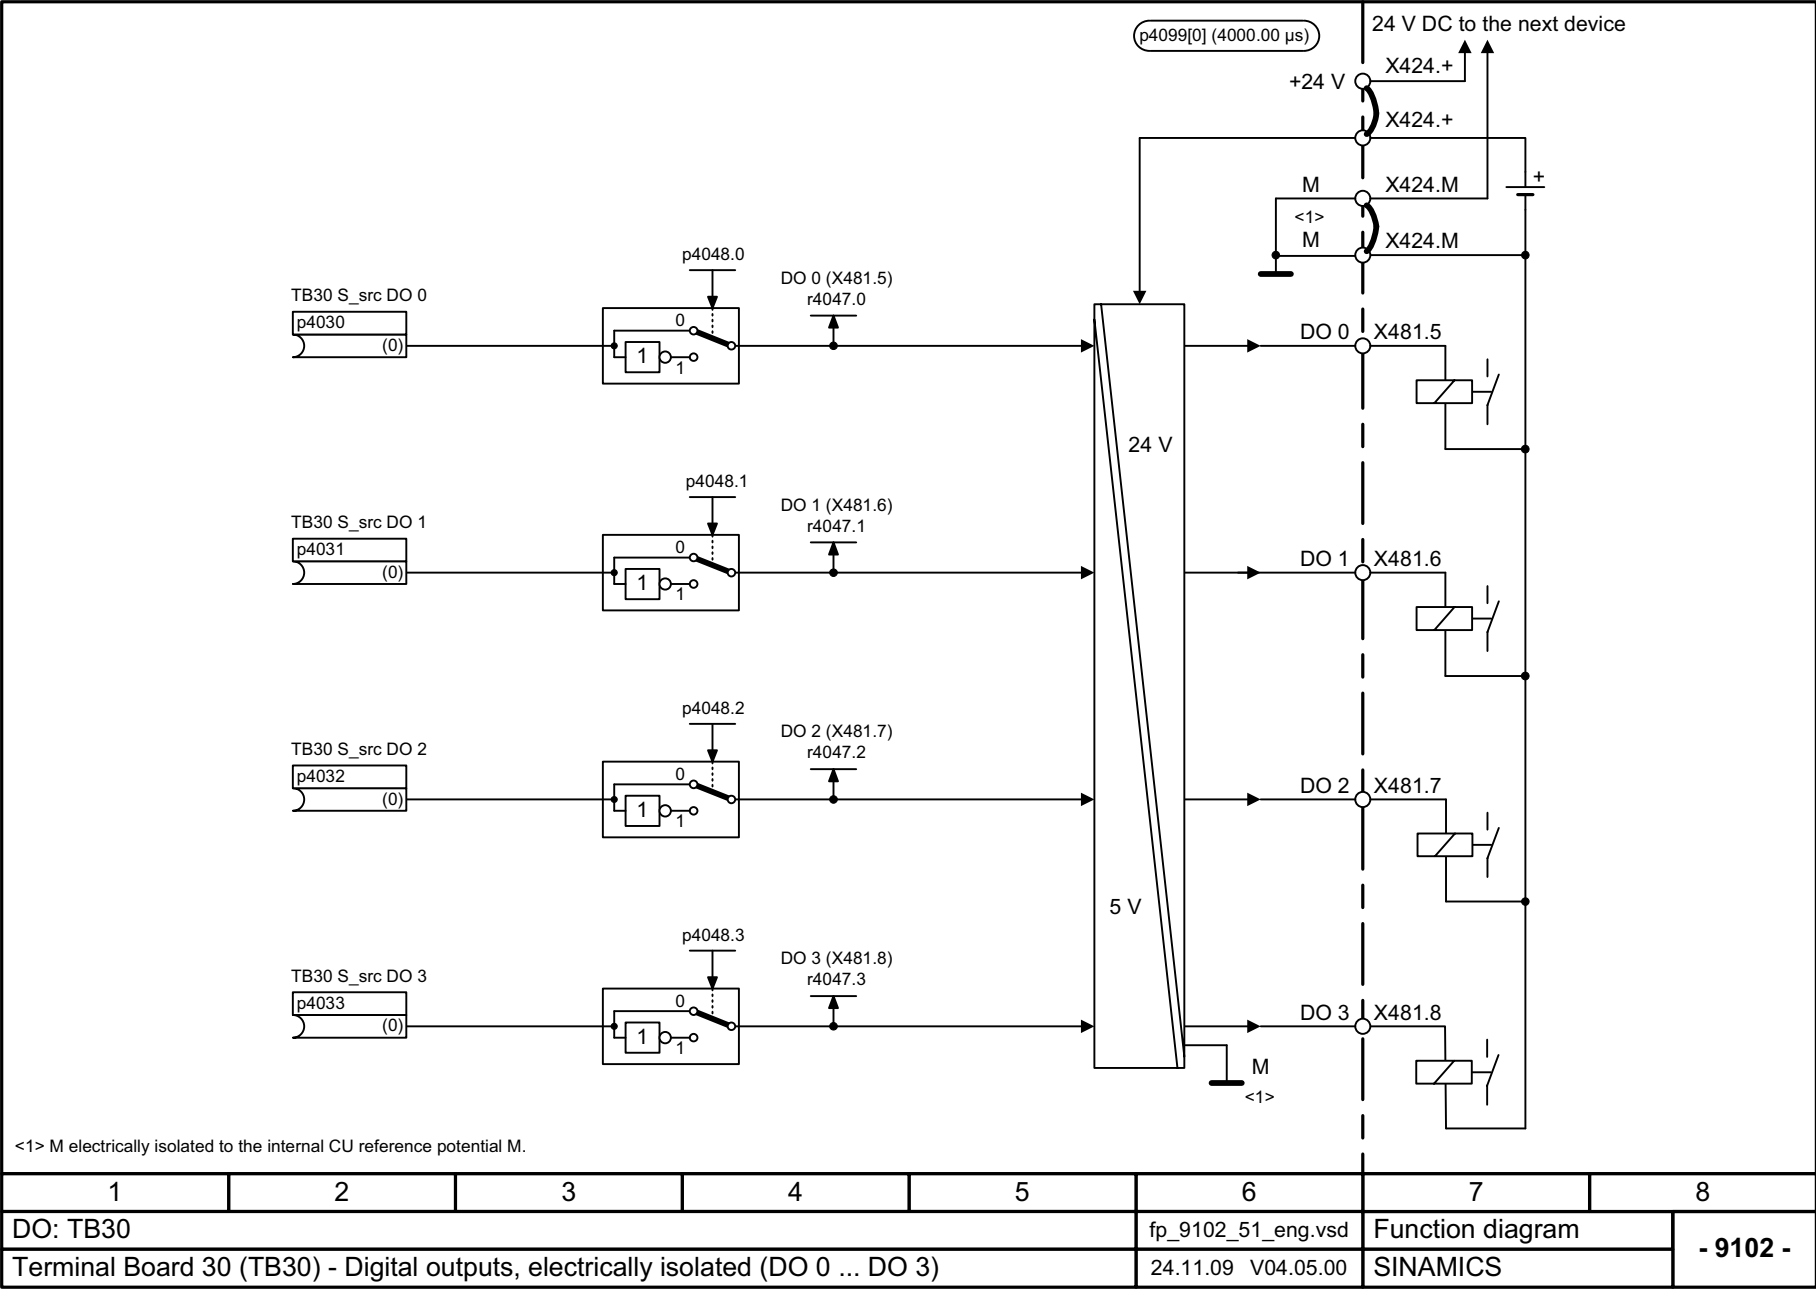 p4099[0] (4000.00 µs)
24 V DC to the next device
+24 V
X424.+
X424.+
M
X424.M
<1>
M
X424.M
+
p4048.0
DO 0 (X481.5)
r4047.0
TB30 S_src DO 0
p4030
(0)
0
1
1
DO 0
X481.5
24 V
p4048.1
DO 1 (X481.6)
r4047.1
TB30 S_src DO 1
p4031
(0)
0
1
1
DO 1
X481.6
p4048.2
DO 2 (X481.7)
r4047.2
TB30 S_src DO 2
p4032
(0)
0
1
1
DO 2
X481.7
5 V
p4048.3
DO 3 (X481.8)
r4047.3
TB30 S_src DO 3
p4033
(0)
0
1
1
DO 3
X481.8
M
<1>
<1> M electrically isolated to the internal CU reference potential M.
1 2 3 4 5 6 7 8
DO: TB30
fp_9102_51_eng.vsd
Function diagram
- 9102 -
Terminal Board 30 (TB30) - Digital outputs, electrically isolated (DO 0 ... DO 3)
24.11.09 V04.05.00
SINAMICS